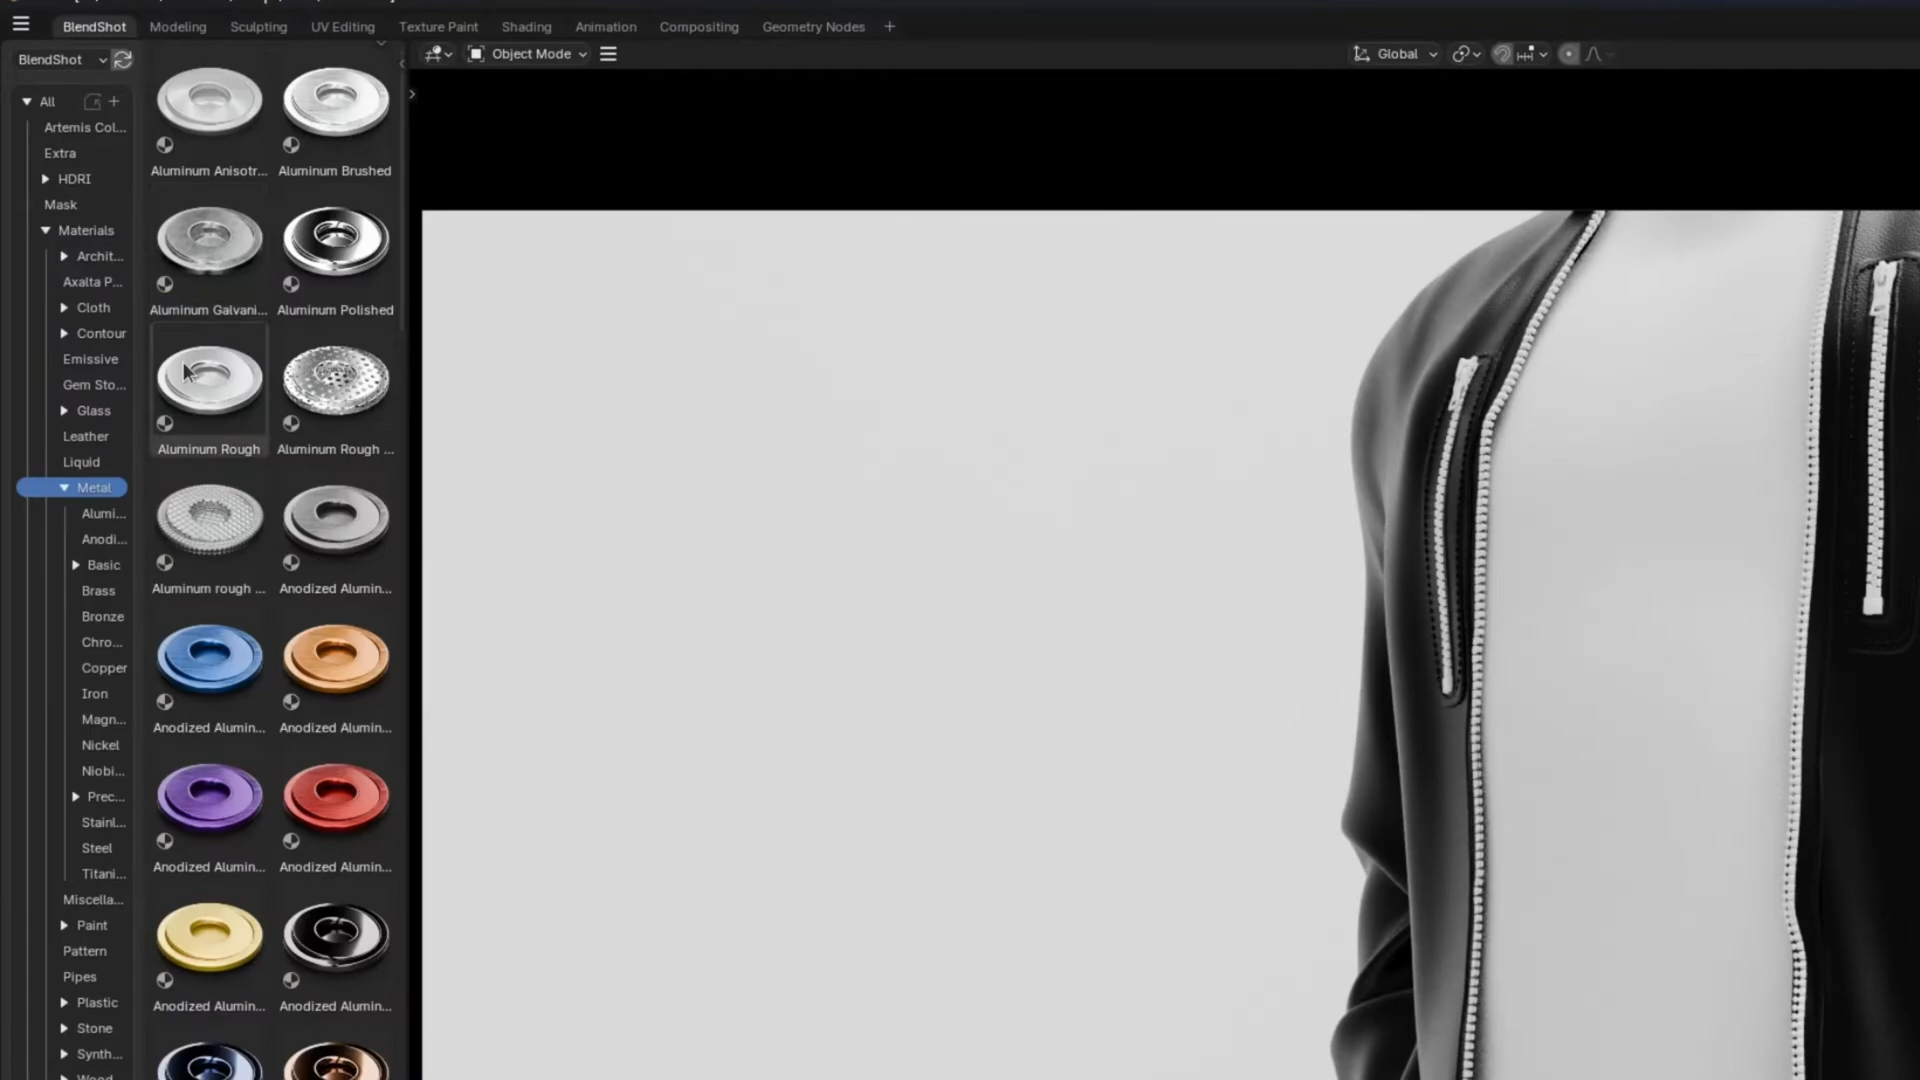 BlendShot Modeling Sculpting UV Editing Texture Paint Shading Animation Compositing Geometry Nodes +
BlendShot
Object Mode
Global
All
Artemis Col...
Extra
HDRI
Mask
Materials
Archit...
Axalta P...
Cloth
Contour
Emissive
Gem Sto...
Glass
Leather
Liquid
Metal
Alumi...
Anodi...
Basic
Brass
Bronze
Chro...
Copper
Iron
Magn...
Nickel
Niobi...
Prec...
Stainl...
Steel
Titani...
Miscella...
Paint
Pattern
Pipes
Plastic
Stone
Synth...
Wood
Aluminum Anisotr... Aluminum Brushed
Aluminum Galvani... Aluminum Polished
Aluminum Rough Aluminum Rough ...
Aluminum rough ... Anodized Alumin...
Anodized Alumin... Anodized Alumin...
Anodized Alumin... Anodized Alumin...
Anodized Alumin... Anodized Alumin...